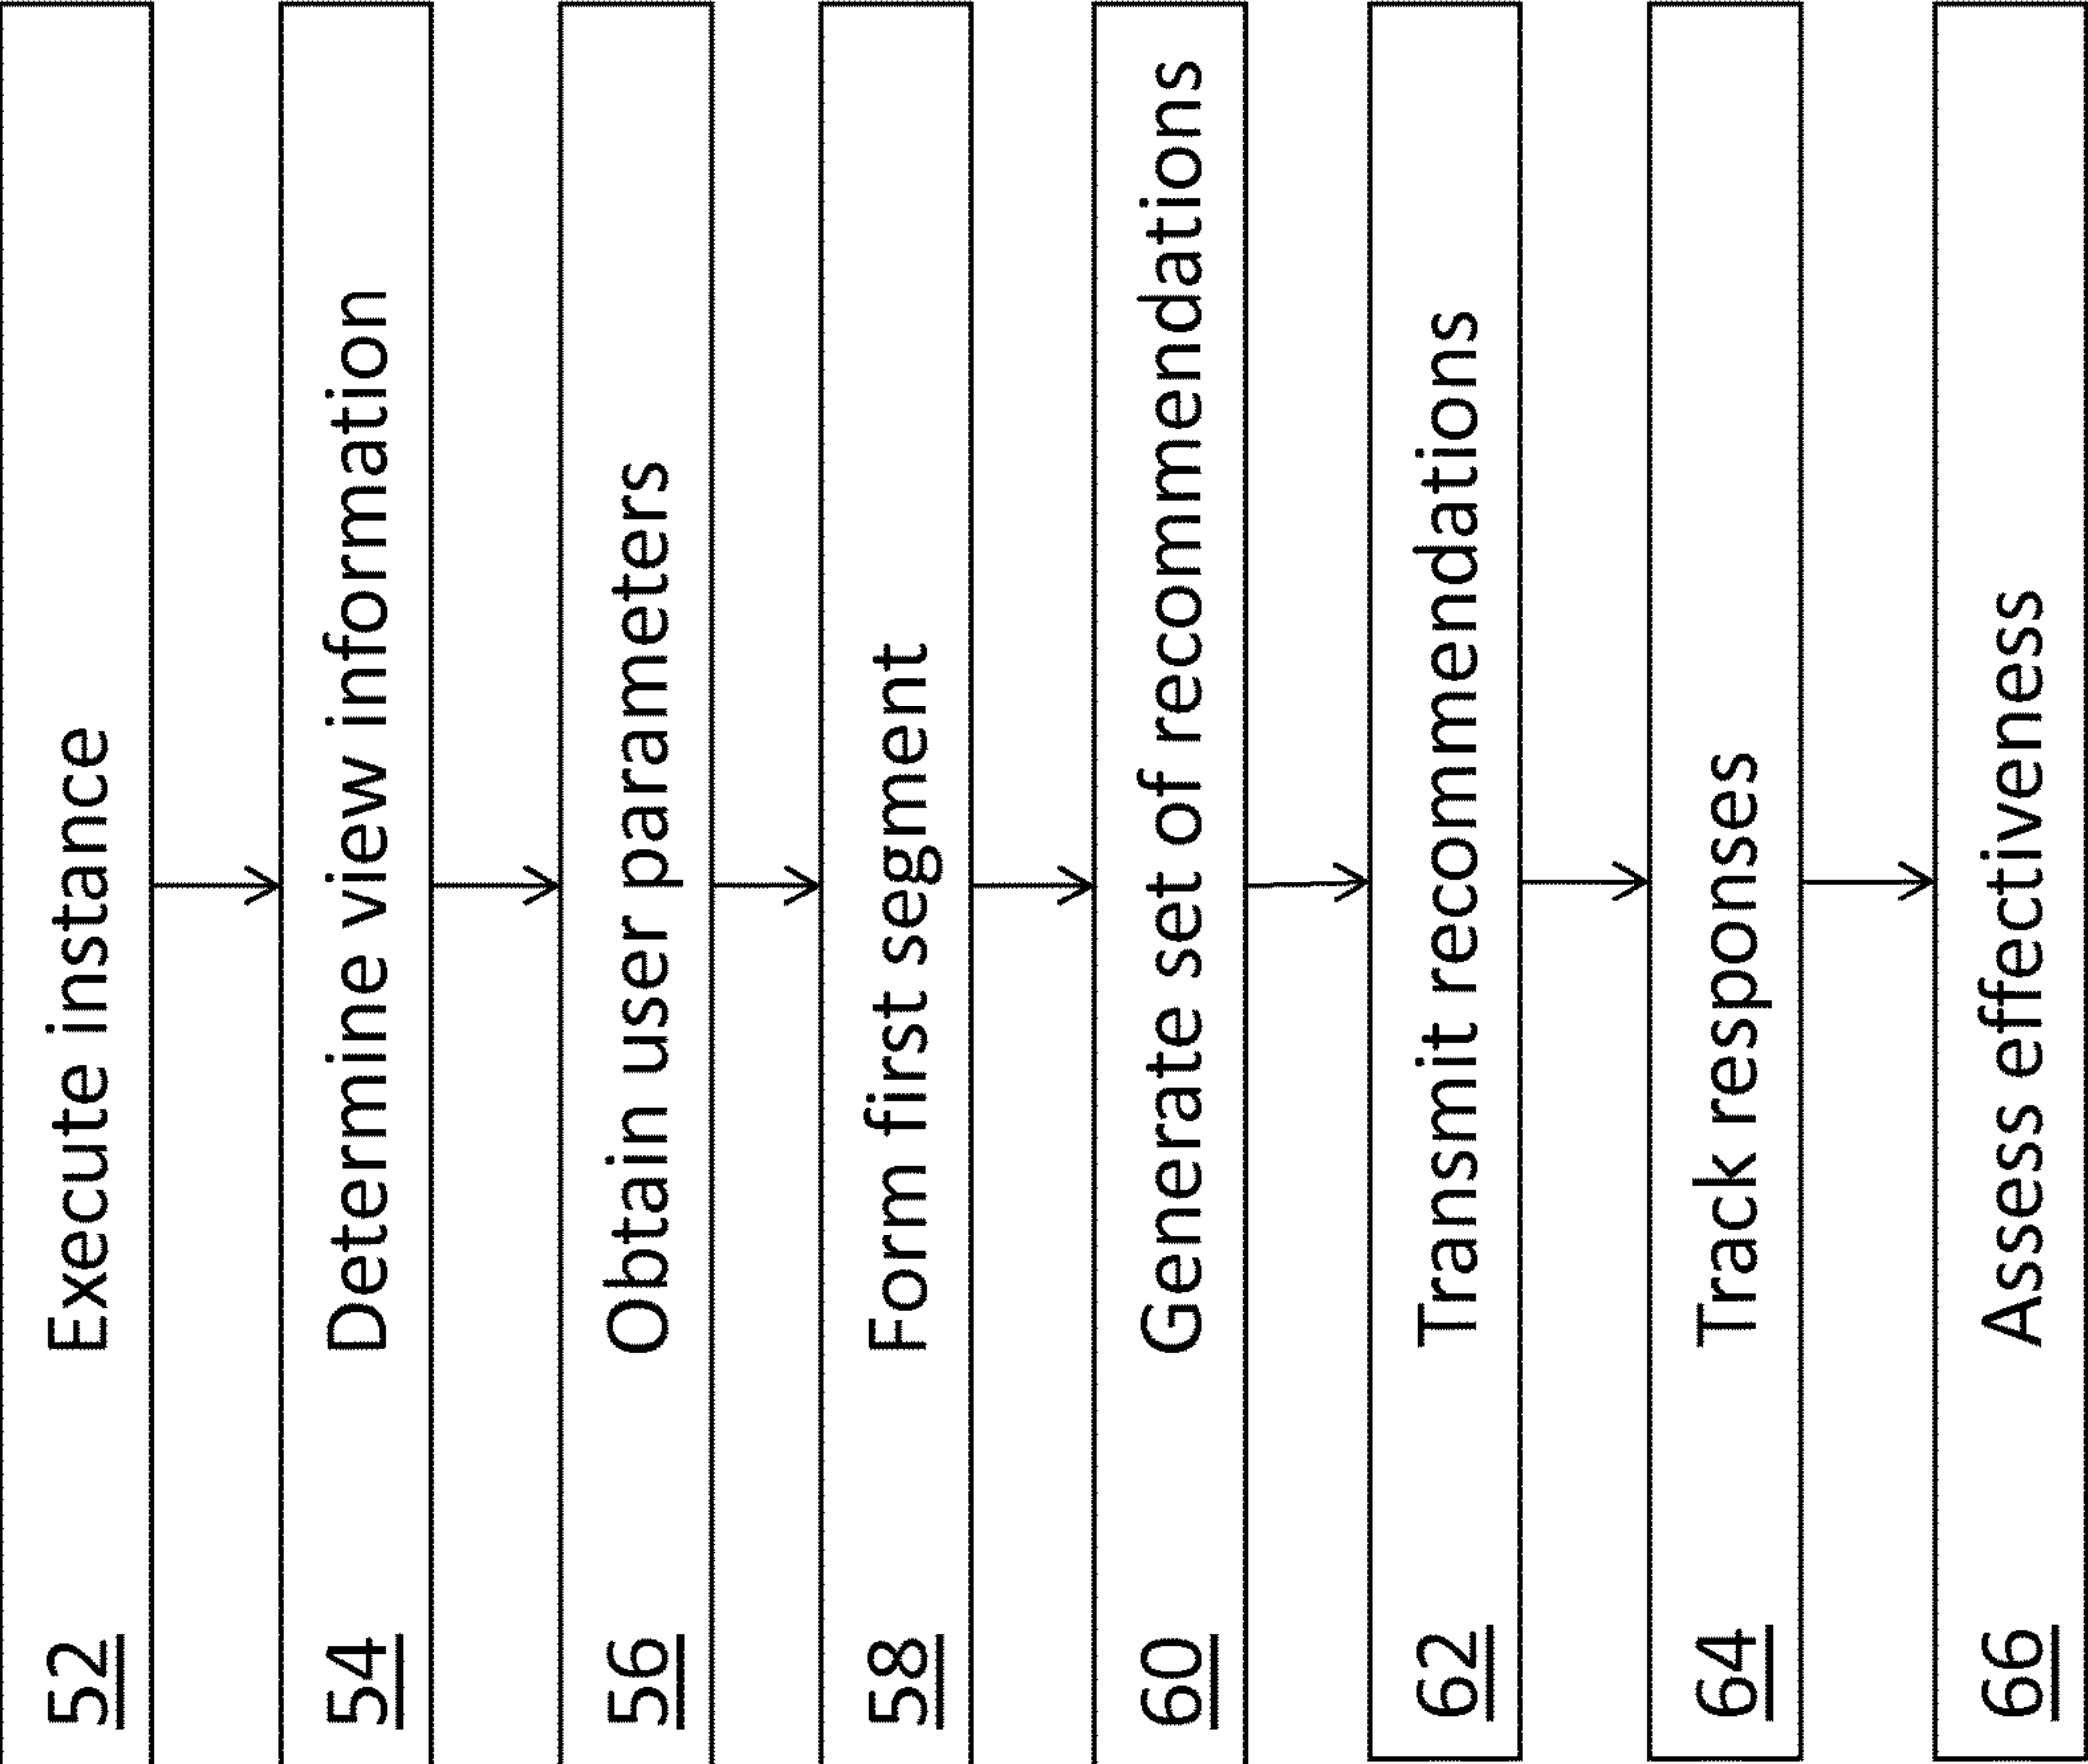 52 Execute instance
54 Determine view information
56 Obtain user parameters
58 Form first segment
60 Generate set of recommendations
62 Transmit recommendations
64 Track responses
66 Assess effectiveness